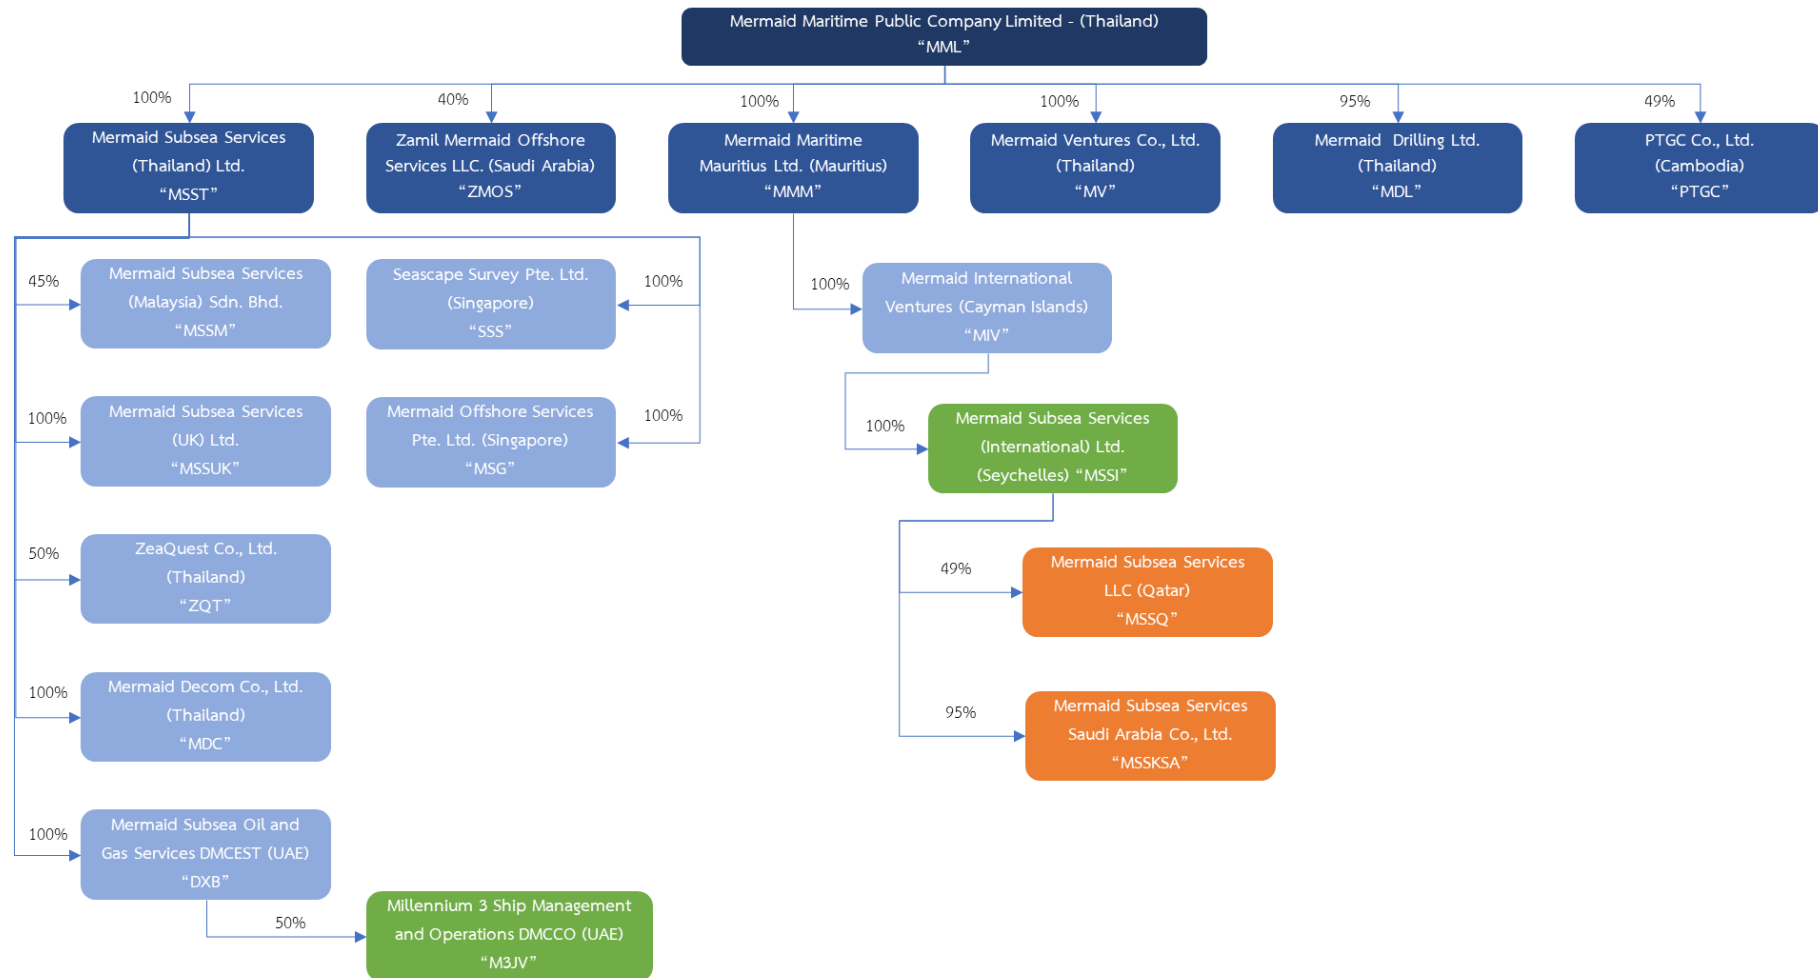 Mermaid Maritime Public Company Limited - (Thailand)
“MML”
100%
40%
100%
100%
95%
49%
Mermaid Subsea Services
(Thailand) Ltd.
“MSST”
Zamil Mermaid Offshore
Services LLC. (Saudi Arabia)
“ZMOS”
Mermaid Maritime
Mauritius Ltd. (Mauritius)
“MMM”
Mermaid Ventures Co., Ltd.
(Thailand)
“MV”
Mermaid Drilling Ltd.
(Thailand)
“MDL”
PTGC Co., Ltd.
(Cambodia)
“PTGC”
45%
Mermaid Subsea Services
(Malaysia) Sdn. Bhd.
“MSSM”
Seascape Survey Pte. Ltd.
(Singapore)
“SSS”
100%
100%
Mermaid International
Ventures (Cayman Islands)
“MIV”
100%
Mermaid Subsea Services
(UK) Ltd.
“MSSUK”
Mermaid Offshore Services
Pte. Ltd. (Singapore)
“MSG”
100%
100%
Mermaid Subsea Services
(International) Ltd.
(Seychelles) “MSSI”
50%
ZeaQuest Co., Ltd.
(Thailand)
“ZQT”
49%
Mermaid Subsea Services
LLC (Qatar)
“MSSQ”
100%
Mermaid Decom Co., Ltd.
(Thailand)
“MDC”
95%
Mermaid Subsea Services
Saudi Arabia Co., Ltd.
“MSSKSA”
100%
Mermaid Subsea Oil and
Gas Services DMCEST (UAE)
“DXB”
50%
Millennium 3 Ship Management
and Operations DMCCO (UAE)
“M3JV”